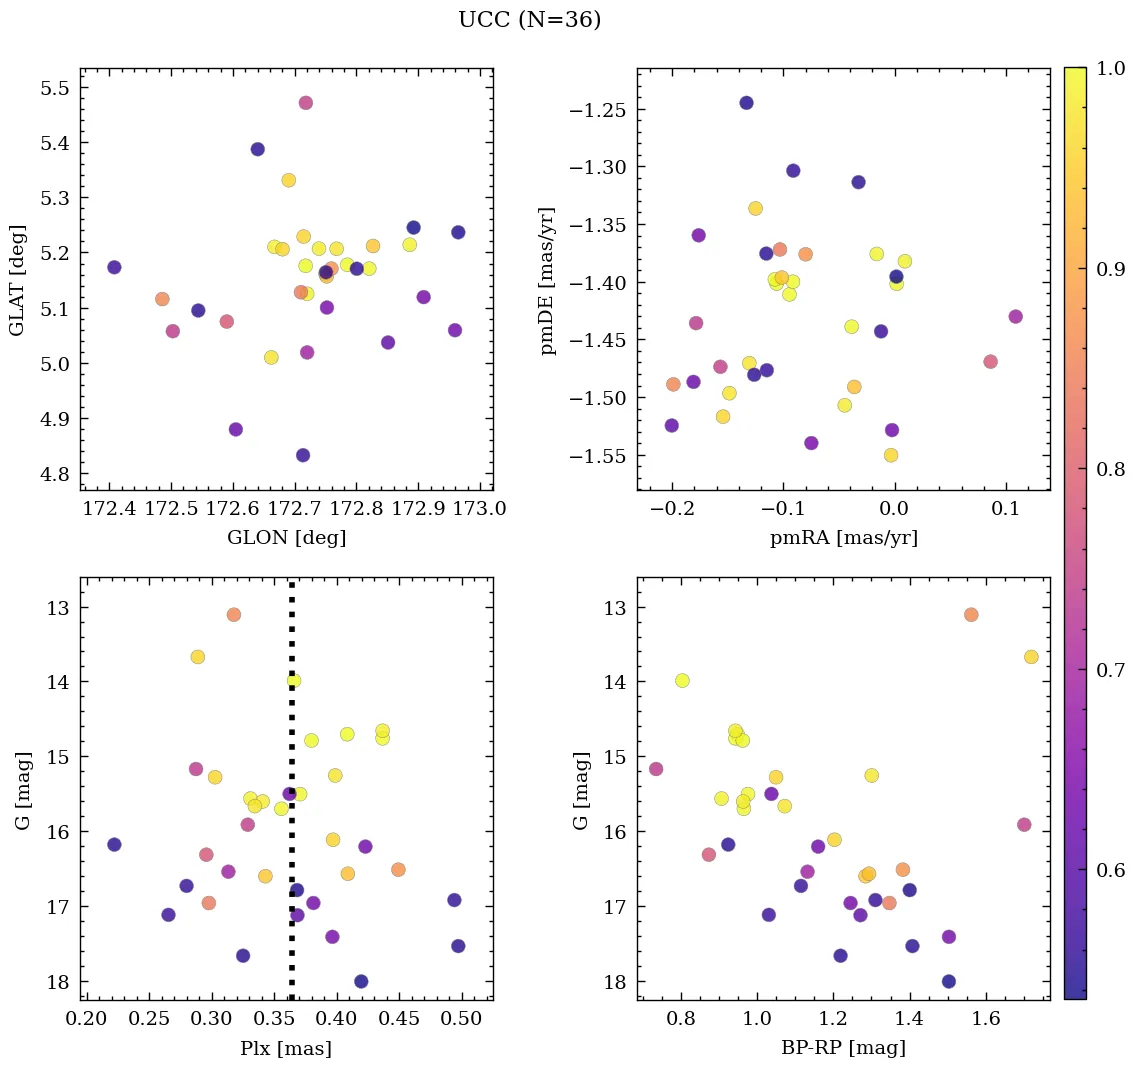 UCC (N=36)
5.5
5.4
5.3
5.2
5.1
5.0
4.9
4.8
GLAT [deg]
172.4 172.5 172.6 172.7 172.8 172.9 173.0
GLON [deg]
−1.25
−1.30
−1.35
−1.40
−1.45
−1.50
−1.55
pmDE [mas/yr]
−0.2 −0.1 0.0 0.1
pmRA [mas/yr]
1.0
0.9
0.8
0.7
0.6
13
14
15
16
17
18
G [mag]
0.20 0.25 0.30 0.35 0.40 0.45 0.50
Plx [mas]
13
14
15
16
17
18
G [mag]
0.8 1.0 1.2 1.4 1.6
BP-RP [mag]